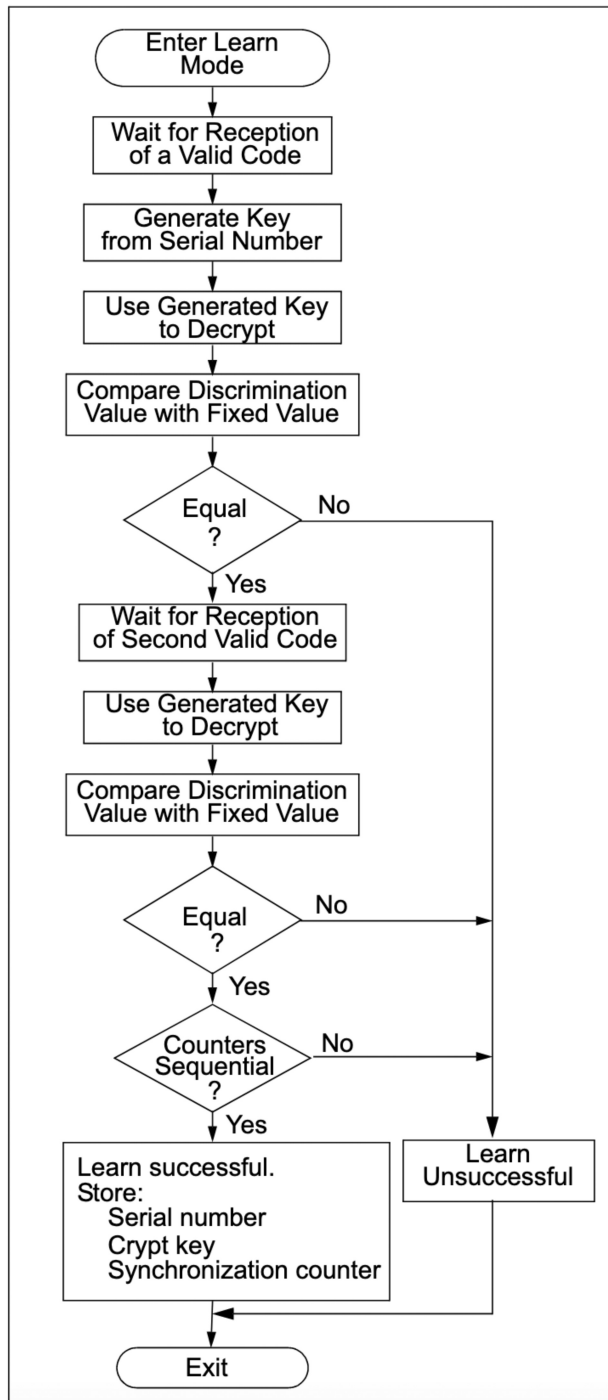 Enter Learn
Mode
Wait for Reception
of a Valid Code
Generate Key
from Serial Number
Use Generated Key
to Decrypt
Compare Discrimination
Value with Fixed Value
Equal
?
No
Yes
Wait for Reception
of Second Valid Code
Use Generated Key
to Decrypt
Compare Discrimination
Value with Fixed Value
Equal
?
No
Yes
Counters
Sequential
?
No
Yes
Learn successful.
Store:
Serial number
Crypt key
Synchronization counter
Learn
Unsuccessful
Exit